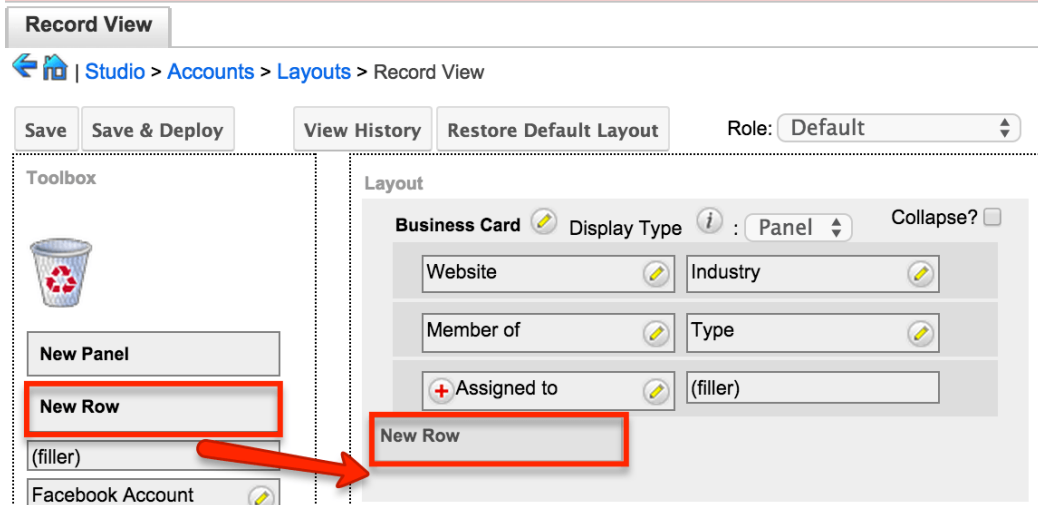 Record View
| Studio > Accounts > Layouts > Record View
Save Save & Deploy View History Restore Default Layout Role: Default
Toolbox
Layout
Business Card Display Type i : Panel Collapse?
Website Industry
Member of Type
New Panel
Assigned to (filler)
New Row
New Row
(filler)
Facebook Account